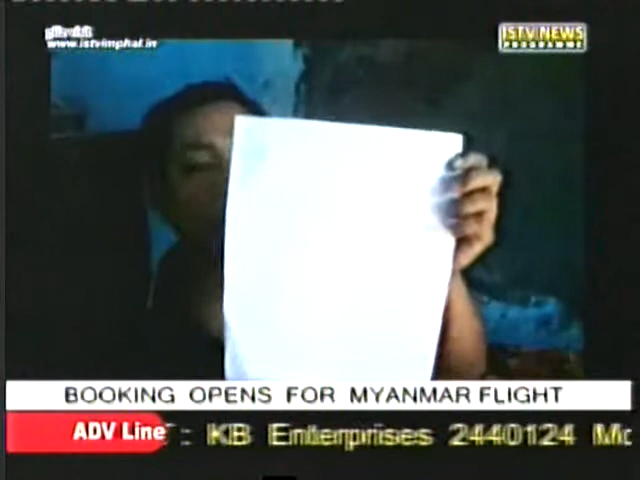 www.istvimphal.in
ISTV NEWS
PROGRAMME
BOOKING OPENS FOR MYANMAR FLIGHT
ADV Line : KB Enterprises 2440124